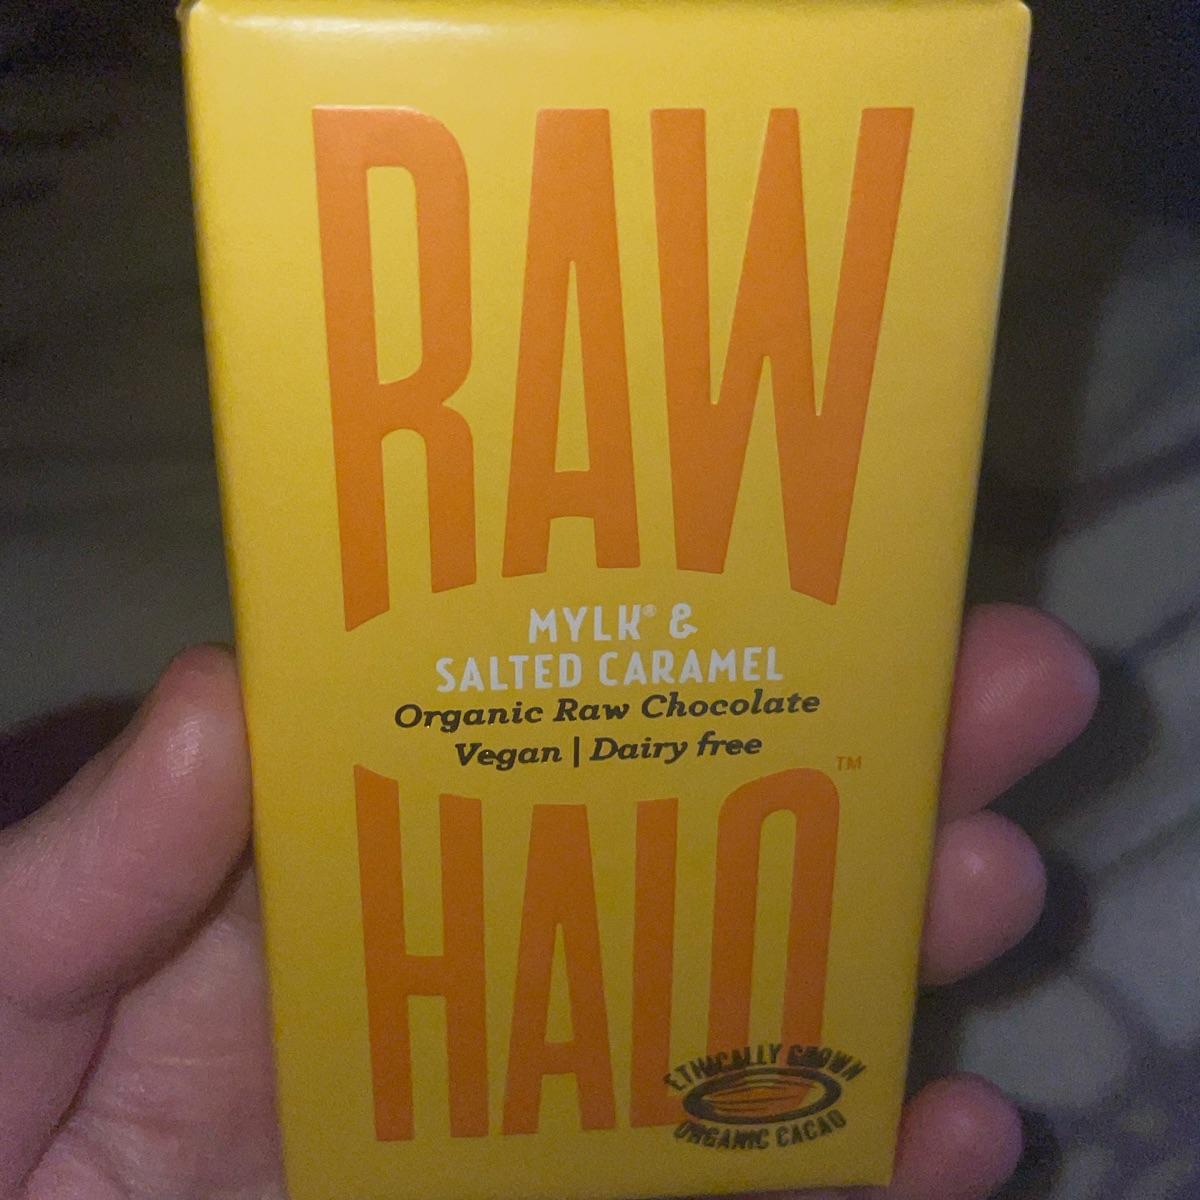 RAW
MYLK® &
SALTED CARAMEL
Organic Raw Chocolate
Vegan | Dairy free
HALO™
ETHICALLY GROWN
ORGANIC CACAO